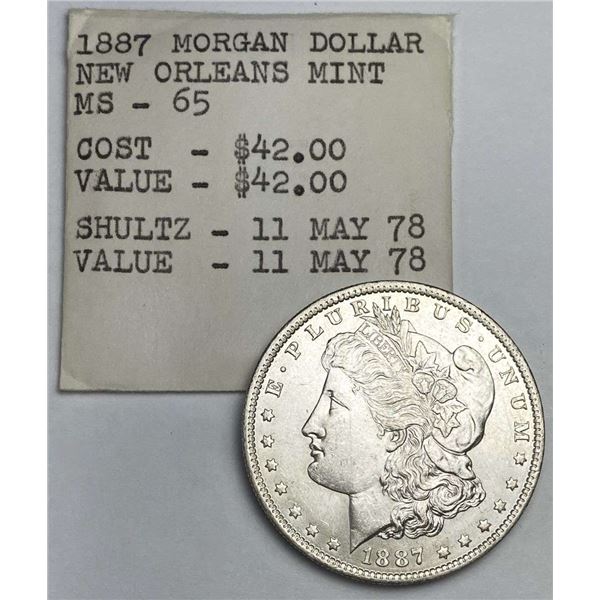 1887 MORGAN DOLLAR
NEW ORLEANS MINT
MS - 65
COST - $42.00
VALUE - $42.00
SHULTZ - 11 MAY 78
VALUE - 11 MAY 78
E · PLURIBUS · UNUM
LIBERTY
1887